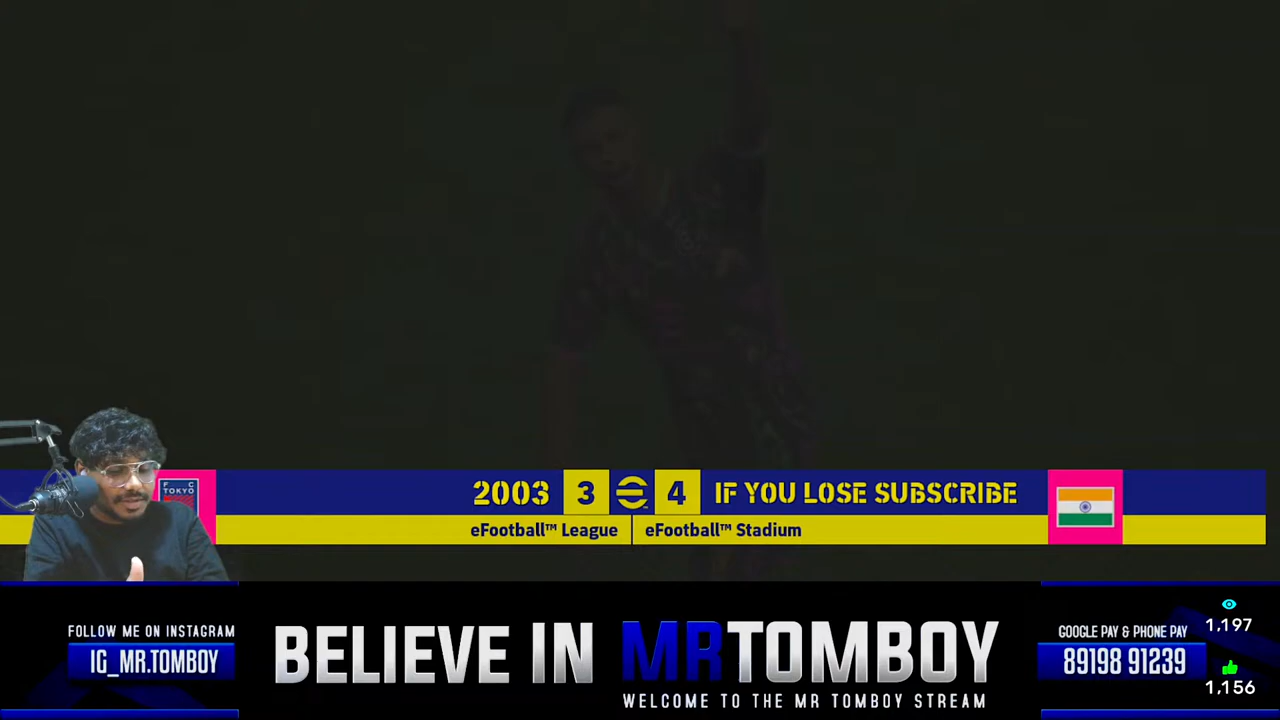 F C
TOKYO
2003 3 4 IF YOU LOSE SUBSCRIBE
eFootball™ League eFootball™ Stadium
FOLLOW ME ON INSTAGRAM
IG_MR.TOMBOY
BELIEVE IN MRTOMBOY
WELCOME TO THE MR TOMBOY STREAM
GOOGLE PAY & PHONE PAY
89198 91239
1,197
1,156